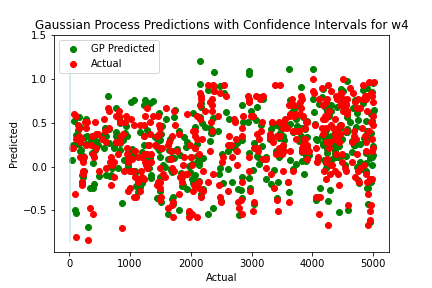 Gaussian Process Predictions with Confidence Intervals for w4
1.5
1.0
0.5
0.0
−0.5
Predicted
GP Predicted
Actual
0 1000 2000 3000 4000 5000
Actual